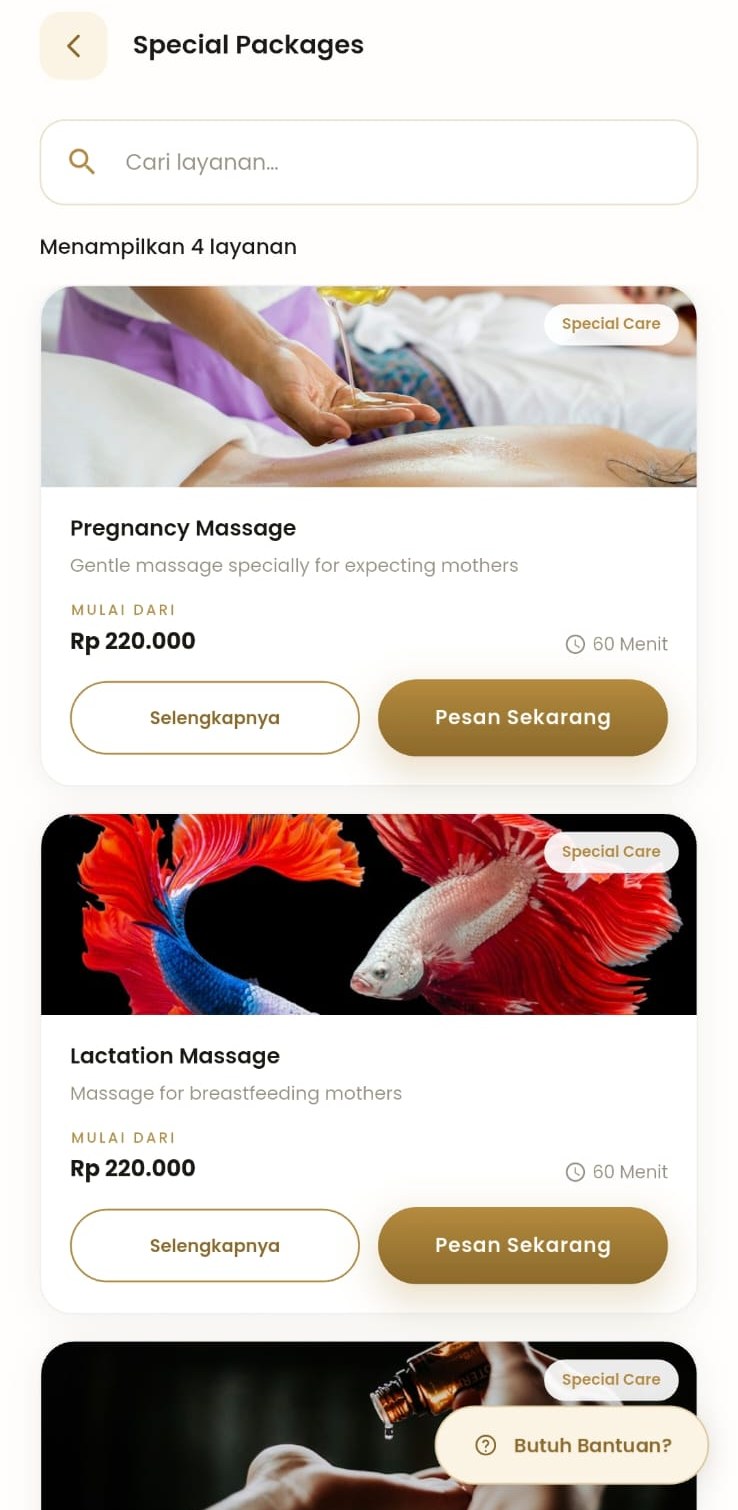 Special Packages
Cari layanan...
Menampilkan 4 layanan
Special Care
Pregnancy Massage
Gentle massage specially for expecting mothers
MULAI DARI
Rp 220.000
60 Menit
Selengkapnya
Pesan Sekarang
Special Care
Lactation Massage
Massage for breastfeeding mothers
MULAI DARI
Rp 220.000
60 Menit
Selengkapnya
Pesan Sekarang
Special Care
Butuh Bantuan?